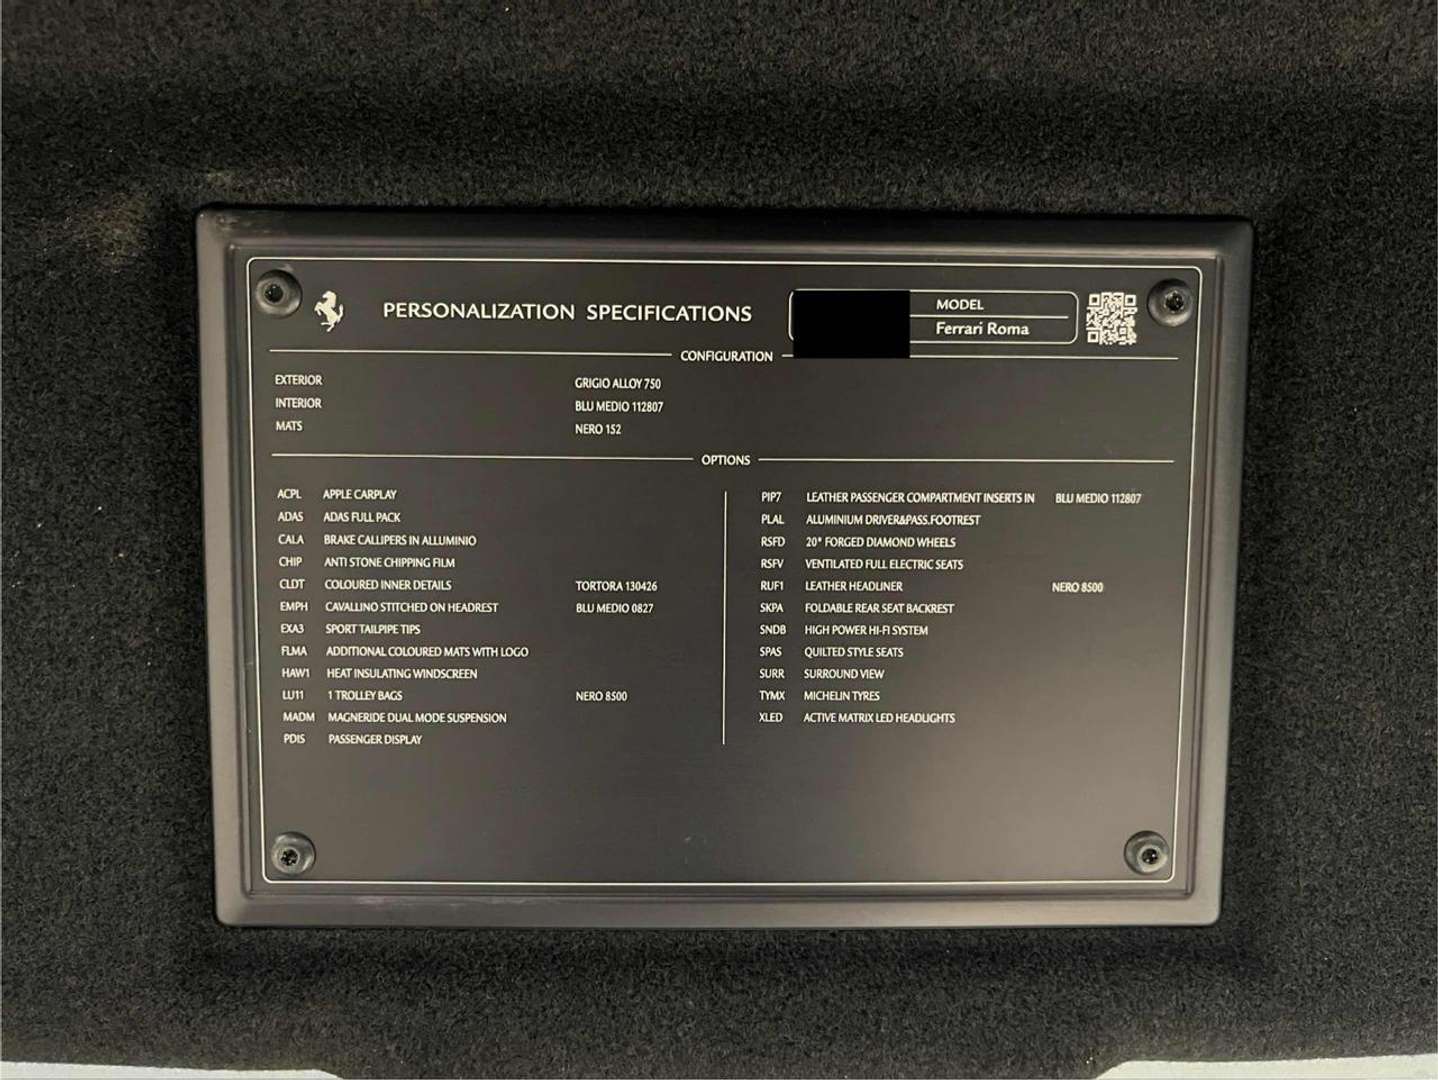 PERSONALIZATION SPECIFICATIONS
MODEL
Ferrari Roma
CONFIGURATION
EXTERIOR GRIGIO ALLOY 750
INTERIOR BLU MEDIO 112807
MATS NERO 152
OPTIONS
ACPL APPLE CARPLAY
ADAS ADAS FULL PACK
CALA BRAKE CALLIPERS IN ALLUMINIO
CHIP ANTI STONE CHIPPING FILM
CLDT COLOURED INNER DETAILS TORTORA 130426
EMPH CAVALLINO STITCHED ON HEADREST BLU MEDIO 0827
EXA3 SPORT TAILPIPE TIPS
FLMA ADDITIONAL COLOURED MATS WITH LOGO
HAW1 HEAT INSULATING WINDSCREEN
LU11 1 TROLLEY BAGS NERO 8500
MADM MAGNERIDE DUAL MODE SUSPENSION
PDIS PASSENGER DISPLAY
PIP7 LEATHER PASSENGER COMPARTMENT INSERTS IN BLU MEDIO 112807
PLAL ALUMINIUM DRIVER&PASS.FOOTREST
RSFD 20" FORGED DIAMOND WHEELS
RSFV VENTILATED FULL ELECTRIC SEATS
RUF1 LEATHER HEADLINER NERO 8500
SKPA FOLDABLE REAR SEAT BACKREST
SNDB HIGH POWER HI-FI SYSTEM
SPAS QUILTED STYLE SEATS
SURR SURROUND VIEW
TYMX MICHELIN TYRES
XLED ACTIVE MATRIX LED HEADLIGHTS